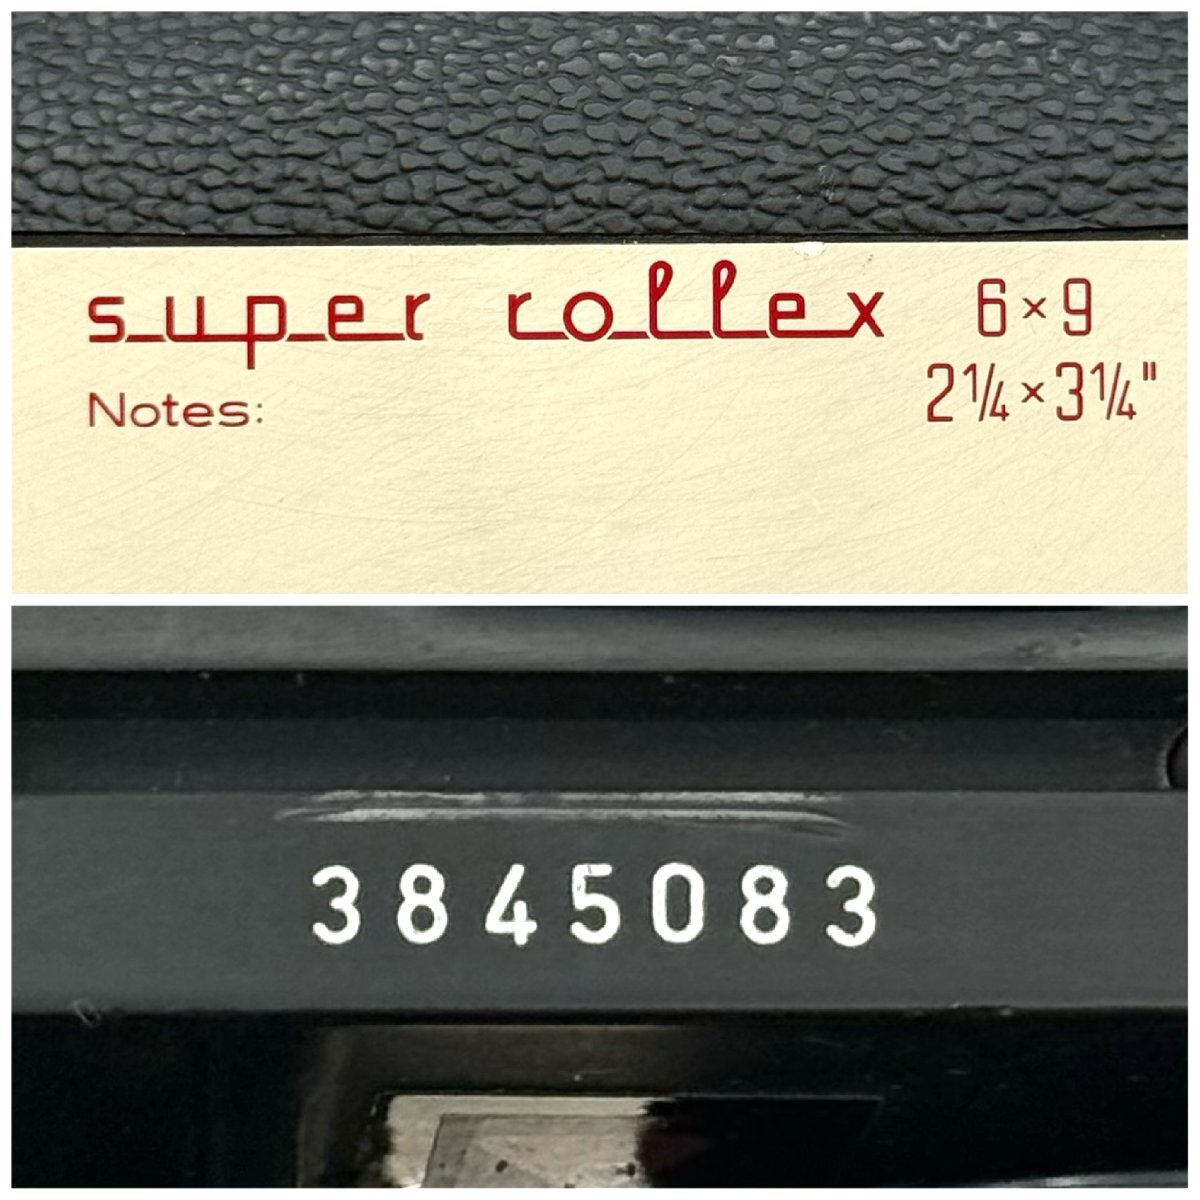 super rollex 6×9
Notes: 2¼×3¼"
3845083